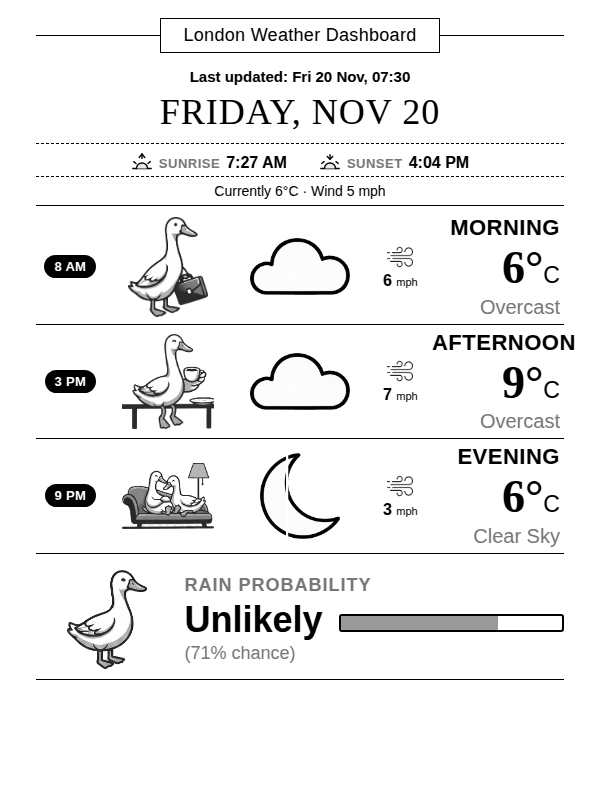 London Weather Dashboard
Last updated: Fri 20 Nov, 07:30
FRIDAY, NOV 20
SUNRISE 7:27 AM SUNSET 4:04 PM
Currently 6°C · Wind 5 mph
MORNING
8 AM
6 mph
6°C
Overcast
AFTERNOON
3 PM
7 mph
9°C
Overcast
EVENING
9 PM
3 mph
6°C
Clear Sky
RAIN PROBABILITY
Unlikely
(71% chance)